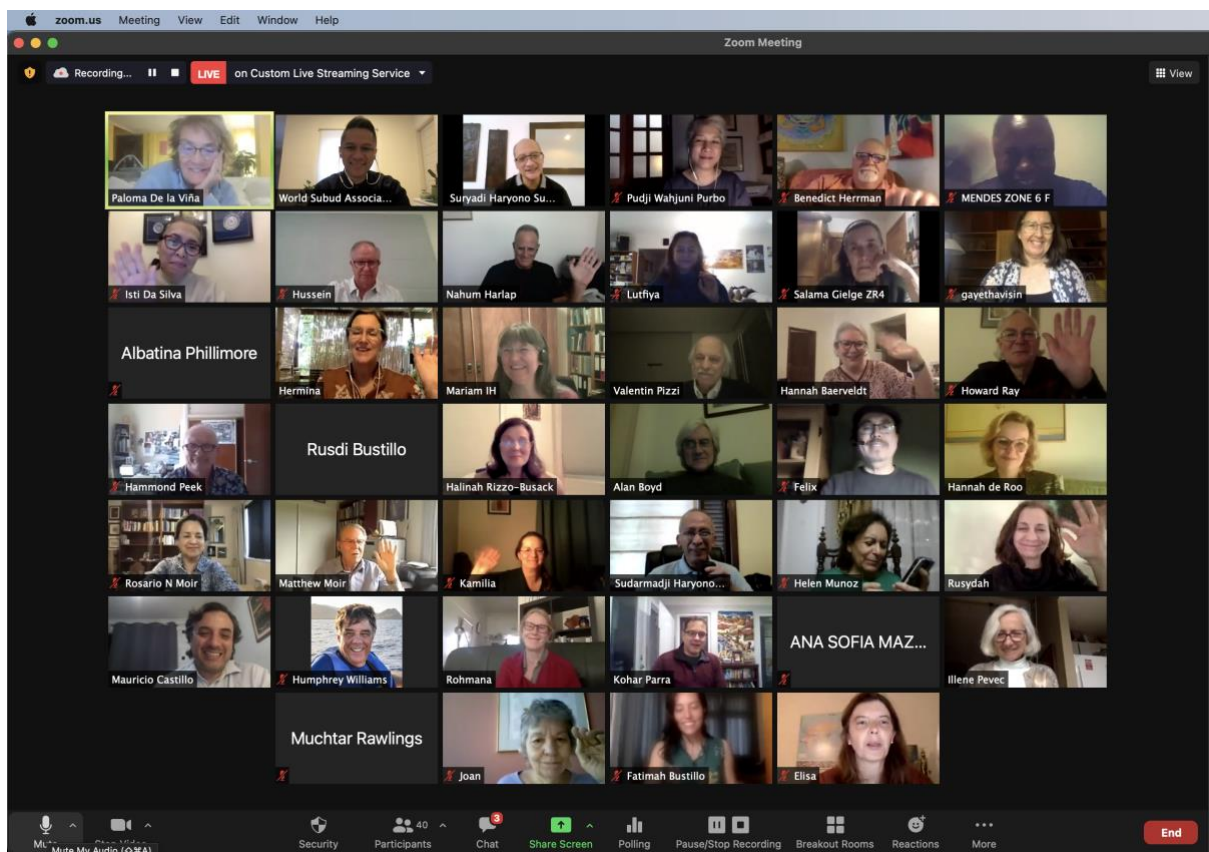 zoom.us Meeting View Edit Window Help
Zoom Meeting
Recording... LIVE on Custom Live Streaming Service View
Paloma De la Viña World Subud Associa... Suryadi Haryono Su... Pudji Wahjuni Purbo Benedict Herrman MENDES ZONE 6 F
Isti Da Silva Hussein Nahum Harlap Lutfiya Salama Gielge ZR4 gayethavisin
Albatina Phillimore Hermina Mariam IH Valentin Pizzi Hannah Baerveldt Howard Ray
Hammond Peek Rusdi Bustillo Halinah Rizzo-Busack Alan Boyd Felix Hannah de Roo
Rosario N Moir Matthew Moir Kamilia Sudarmadji Haryono... Helen Munoz Rusydah
Mauricio Castillo Humphrey Williams Rohmana Kohar Parra ANA SOFIA MAZ... Illene Pevec
Muchtar Rawlings Joan Fatimah Bustillo Elisa
40 3
Security Participants Chat Share Screen Polling Pause/Stop Recording Breakout Rooms Reactions More End
Mute My Audio (⇧⌘A)